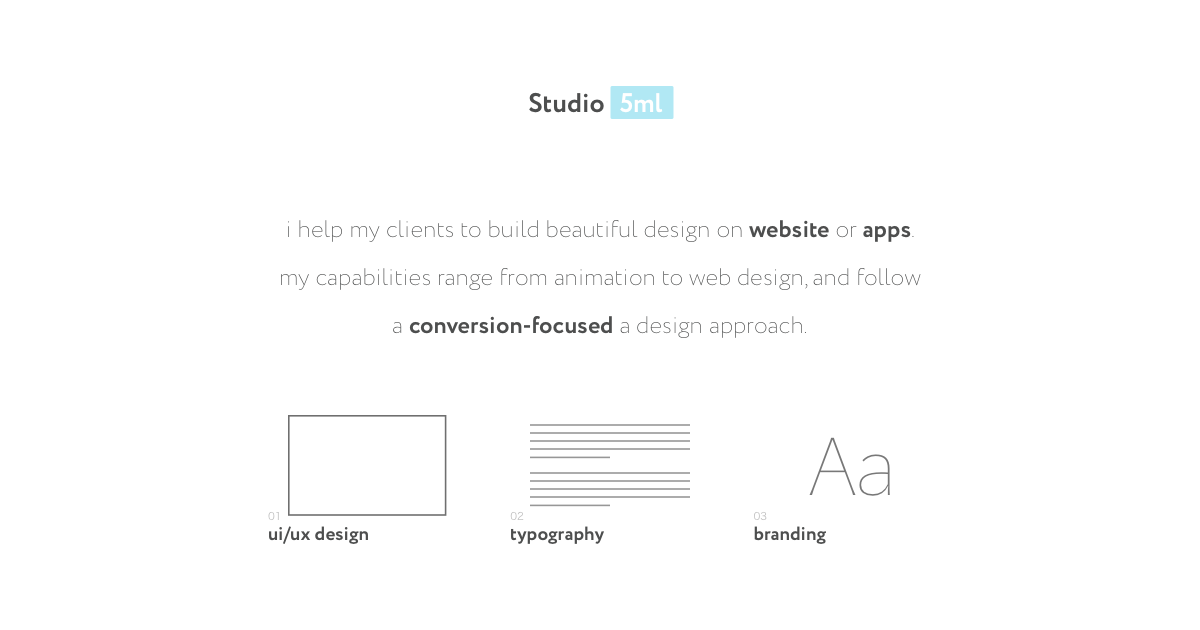 Studio 5ml
i help my clients to build beautiful design on website or apps.
my capabilities range from animation to web design, and follow
a conversion-focused a design approach.
Aa
01
02
03
ui/ux design
typography
branding